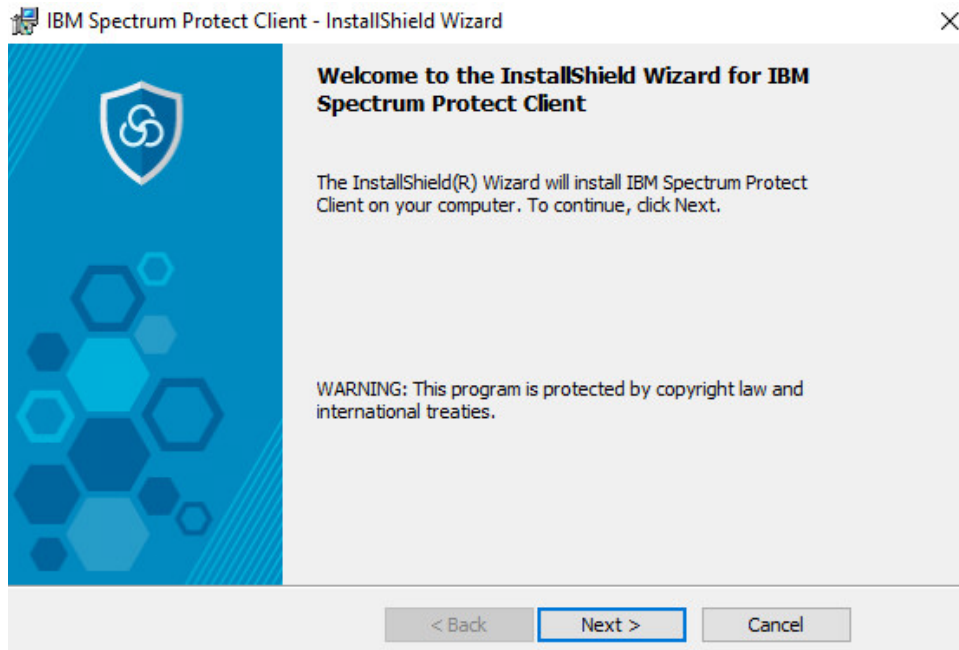 IBM Spectrum Protect Client - InstallShield Wizard
Welcome to the InstallShield Wizard for IBM
Spectrum Protect Client
The InstallShield(R) Wizard will install IBM Spectrum Protect
Client on your computer. To continue, click Next.
WARNING: This program is protected by copyright law and
international treaties.
< Back Next > Cancel